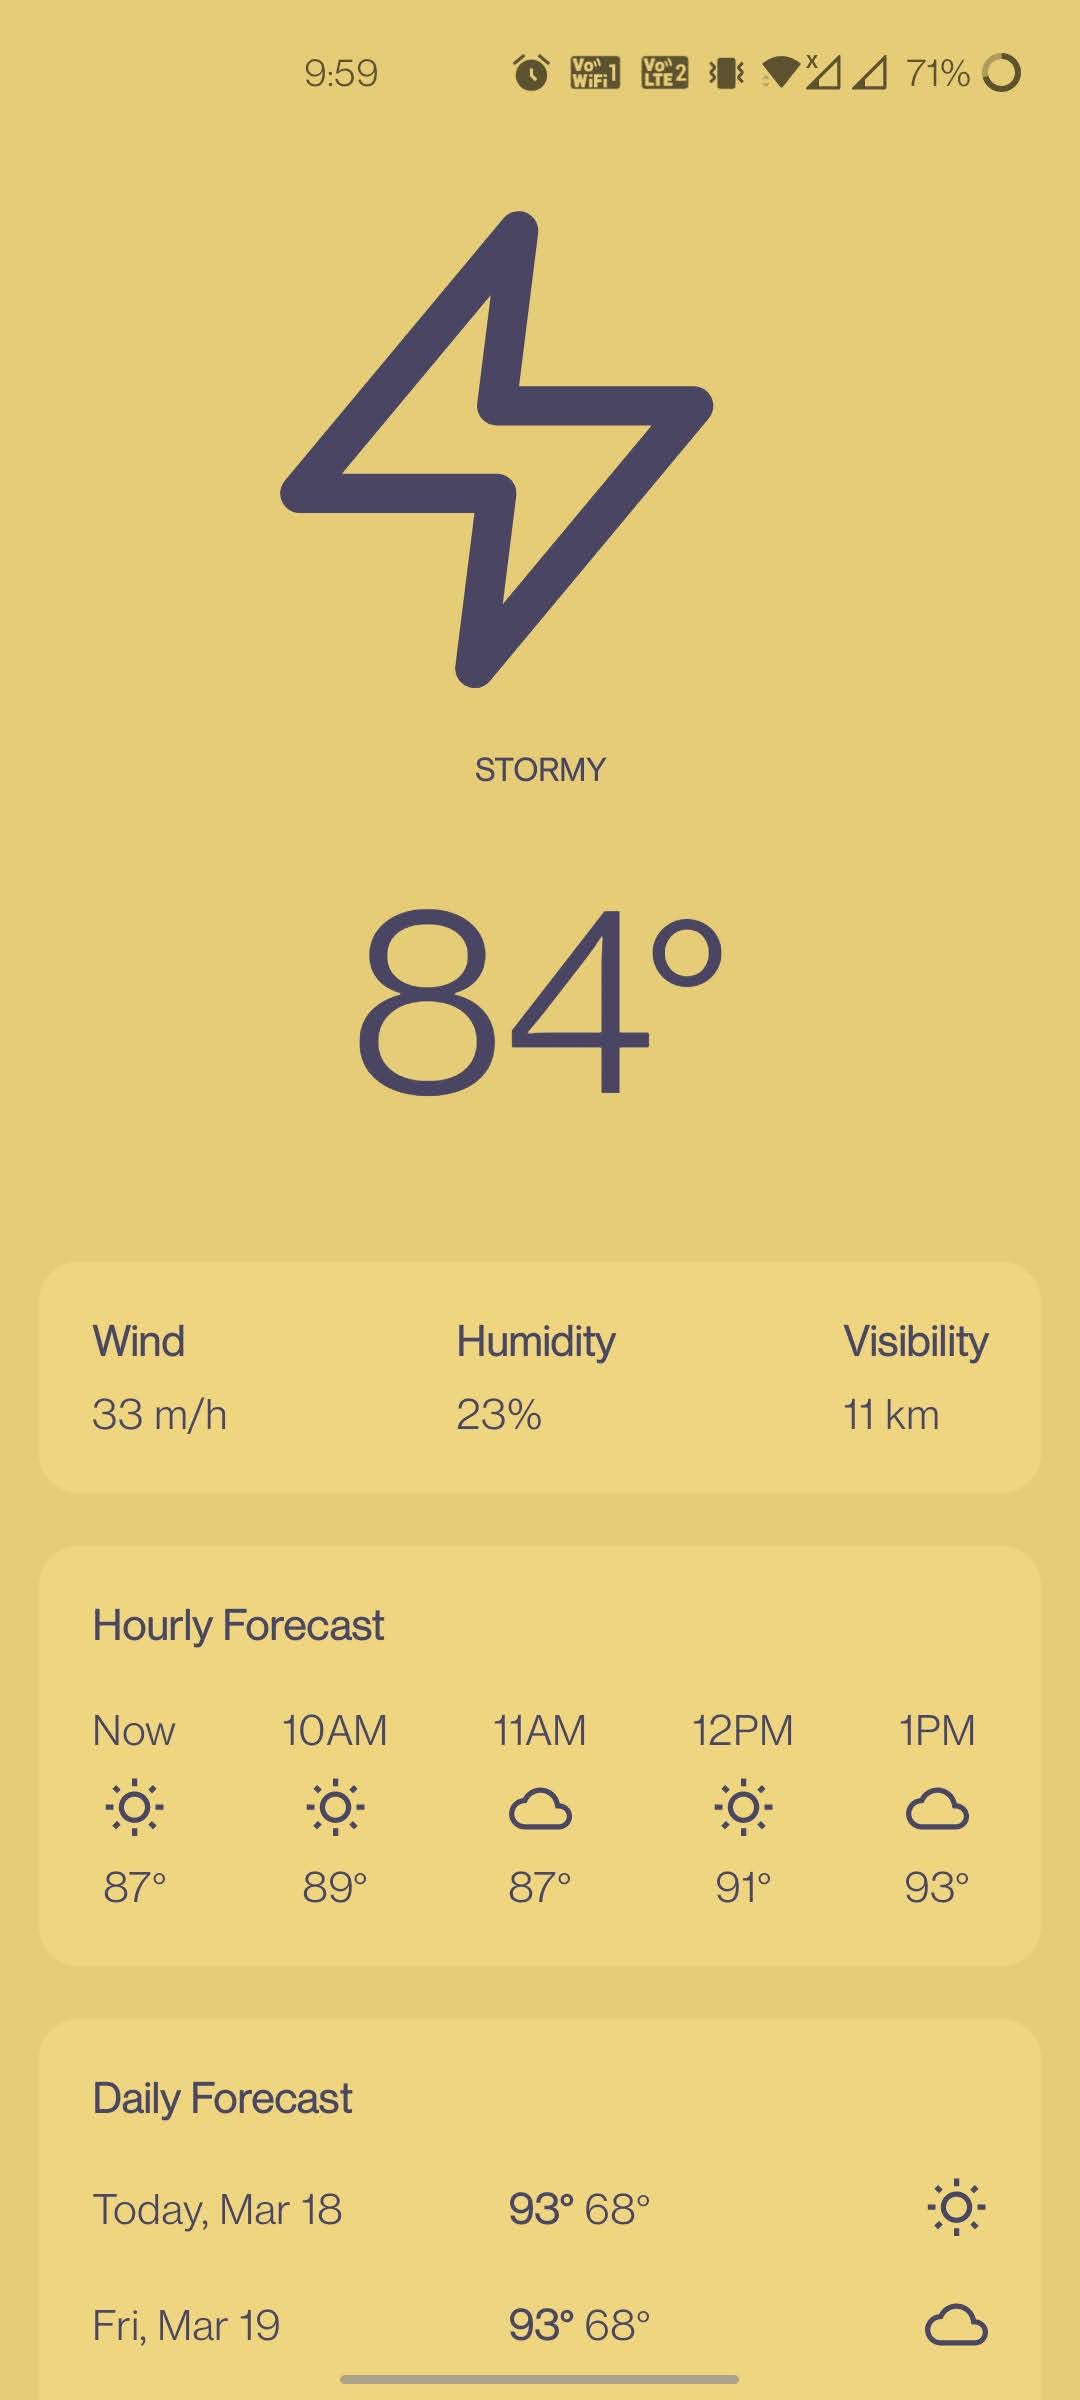 9:59 Vo WiFi 1 Vo LTE 2 x 71%
STORMY
84°
Wind Humidity Visibility
33 m/h 23% 11 km
Hourly Forecast
Now 10AM 11AM 12PM 1PM
87° 89° 87° 91° 93°
Daily Forecast
Today, Mar 18 93° 68°
Fri, Mar 19 93° 68°